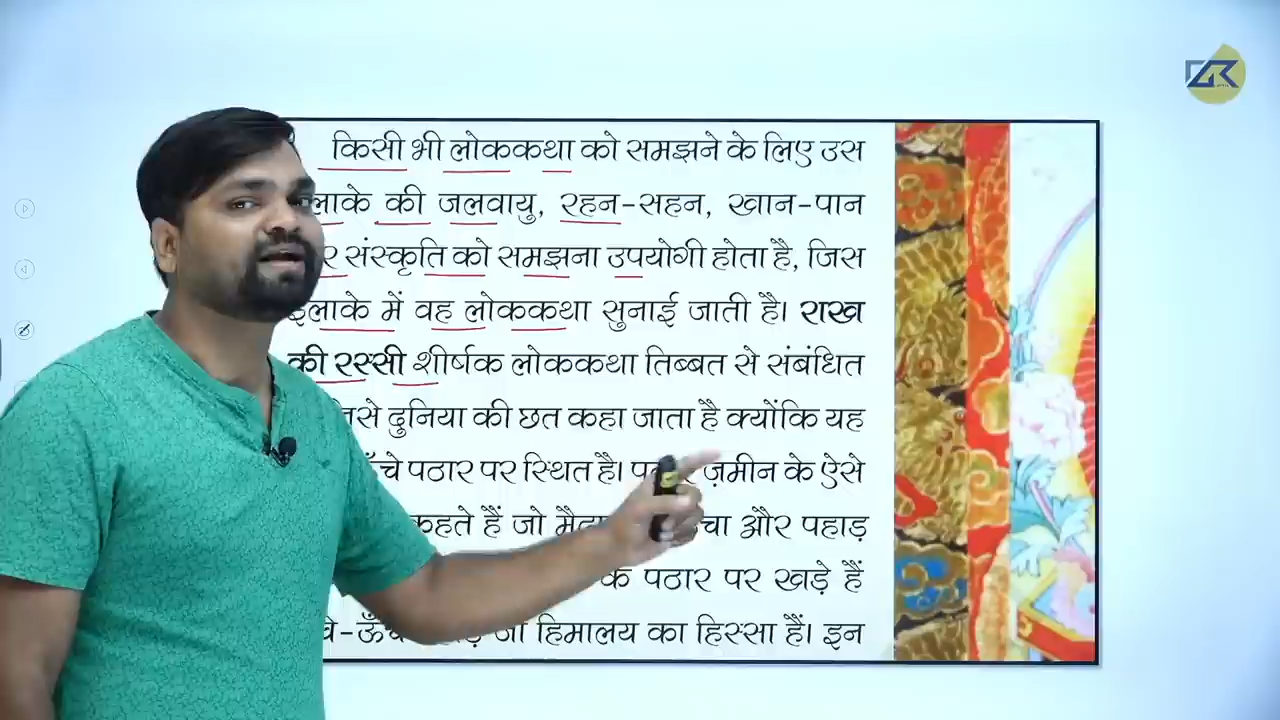 किसी भी लोककथा को समझने के लिए उस
की जलवायु, रहन-सहन, खान-पान
संस्कृति को समझना उपयोगी होता है, जिस
इलाके में वह लोककथा सुनाई जाती है। राख
की रस्सी शीर्षक लोककथा तिब्बत से संबंधित
दुनिया की छत कहा जाता है क्योंकि यह
पठार पर स्थित है। ज़मीन के ऐसे
कहते हैं जो और पहाड़
पठार पर खड़े हैं
हिमालय का हिस्सा हैं। इन